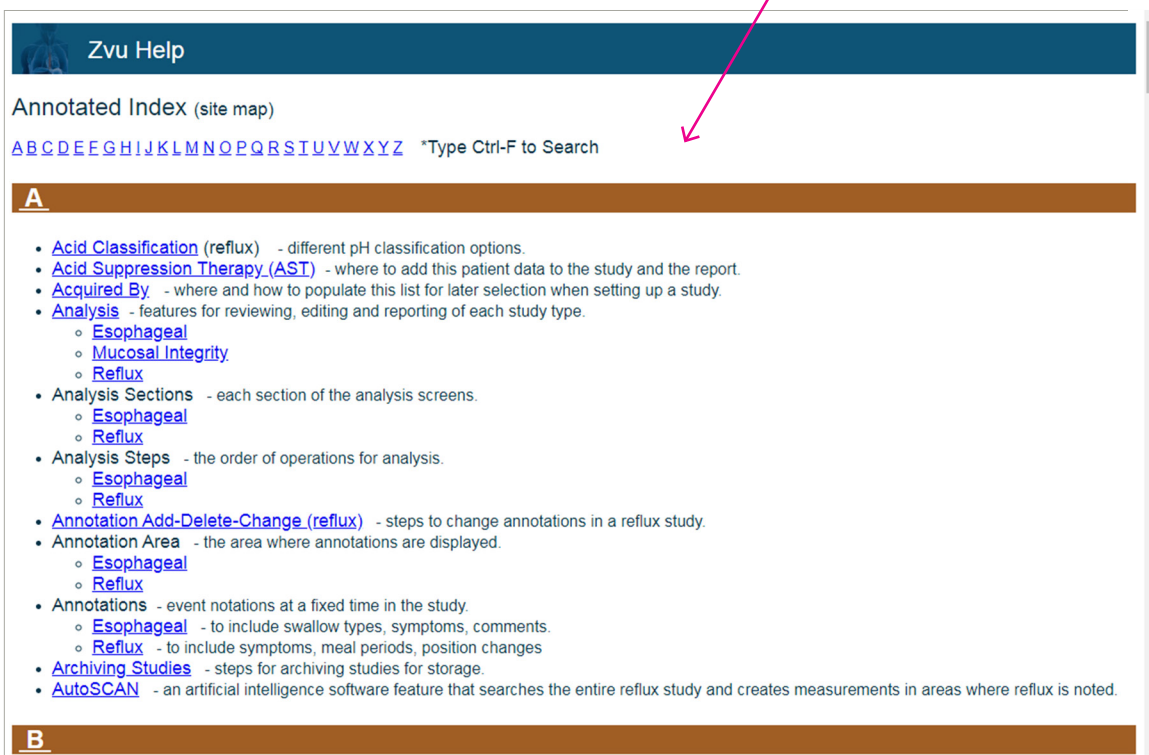 Zvu Help
Annotated Index (site map)
A B C D E F G H I J K L M N O P Q R S T U V W X Y Z *Type Ctrl-F to Search
A
• Acid Classification (reflux) - different pH classification options.
• Acid Suppression Therapy (AST) - where to add this patient data to the study and the report.
• Acquired By - where and how to populate this list for later selection when setting up a study.
• Analysis - features for reviewing, editing and reporting of each study type.
◦ Esophageal
◦ Mucosal Integrity
◦ Reflux
• Analysis Sections - each section of the analysis screens.
◦ Esophageal
◦ Reflux
• Analysis Steps - the order of operations for analysis.
◦ Esophageal
◦ Reflux
• Annotation Add-Delete-Change (reflux) - steps to change annotations in a reflux study.
• Annotation Area - the area where annotations are displayed.
◦ Esophageal
◦ Reflux
• Annotations - event notations at a fixed time in the study.
◦ Esophageal - to include swallow types, symptoms, comments.
◦ Reflux - to include symptoms, meal periods, position changes
• Archiving Studies - steps for archiving studies for storage.
• AutoSCAN - an artificial intelligence software feature that searches the entire reflux study and creates measurements in areas where reflux is noted.
B